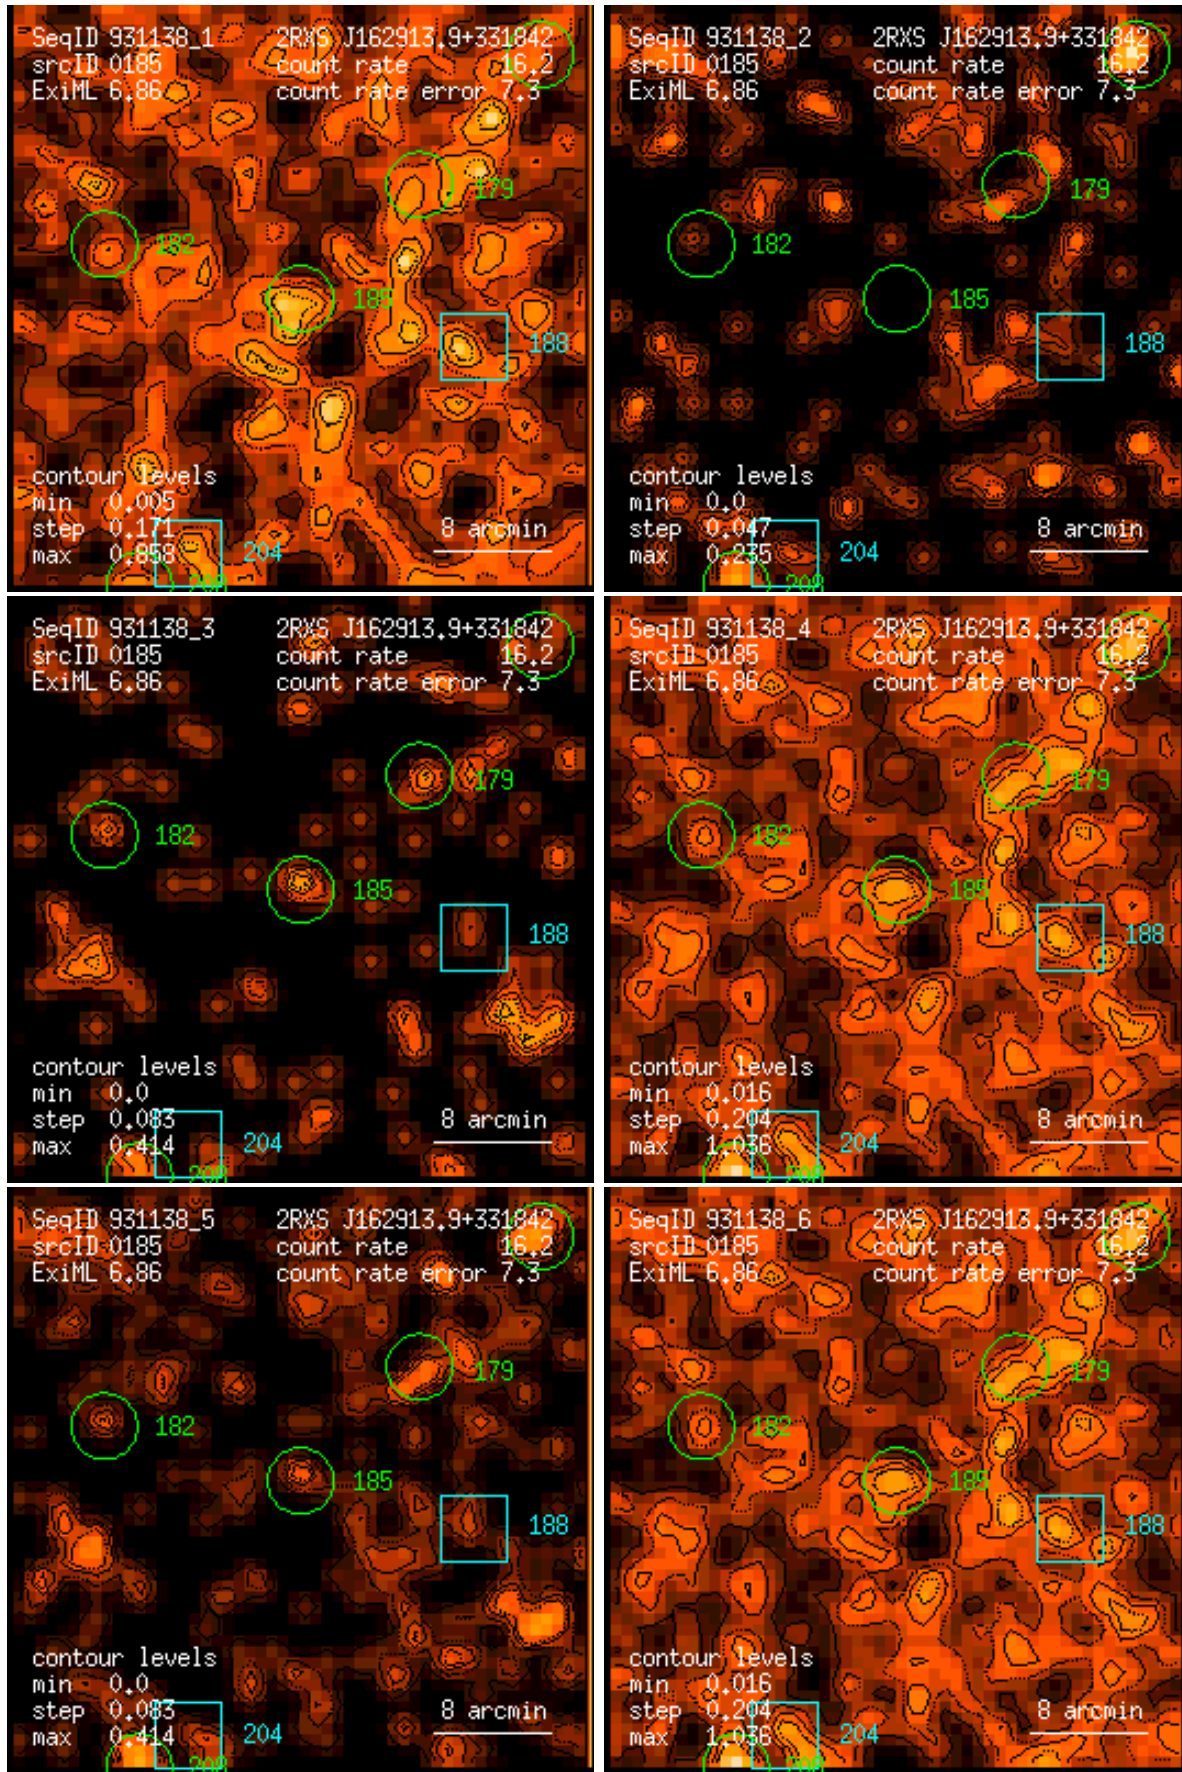 SeqID 931138_1 2RXS J162913.9+331842
srcID 0185 count rate 16.2
ExiML 6.86 count rate error 7.3
179
182
185
188
contour levels
min 0.005
step 0.171 8 arcmin
max 0.858 204
208
SeqID 931138_2 2RXS J162913.9+331842
srcID 0185 count rate 16.2
ExiML 6.86 count rate error 7.3
179
182
185
188
contour levels
min 0.0
step 0.047 8 arcmin
max 0.235 204
208
SeqID 931138_3 2RXS J162913.9+331842
srcID 0185 count rate 16.2
ExiML 6.86 count rate error 7.3
179
182
185
188
contour levels
min 0.0
step 0.083 8 arcmin
max 0.414 204
208
SeqID 931138_4 2RXS J162913.9+331842
srcID 0185 count rate 16.2
ExiML 6.86 count rate error 7.3
179
182
185
188
contour levels
min 0.016
step 0.204 8 arcmin
max 1.036 204
208
SeqID 931138_5 2RXS J162913.9+331842
srcID 0185 count rate 16.2
ExiML 6.86 count rate error 7.3
179
182
185
188
contour levels
min 0.0
step 0.083 8 arcmin
max 0.414 204
208
SeqID 931138_6 2RXS J162913.9+331842
srcID 0185 count rate 16.2
ExiML 6.86 count rate error 7.3
179
182
185
188
contour levels
min 0.016
step 0.204 8 arcmin
max 1.036 204
208